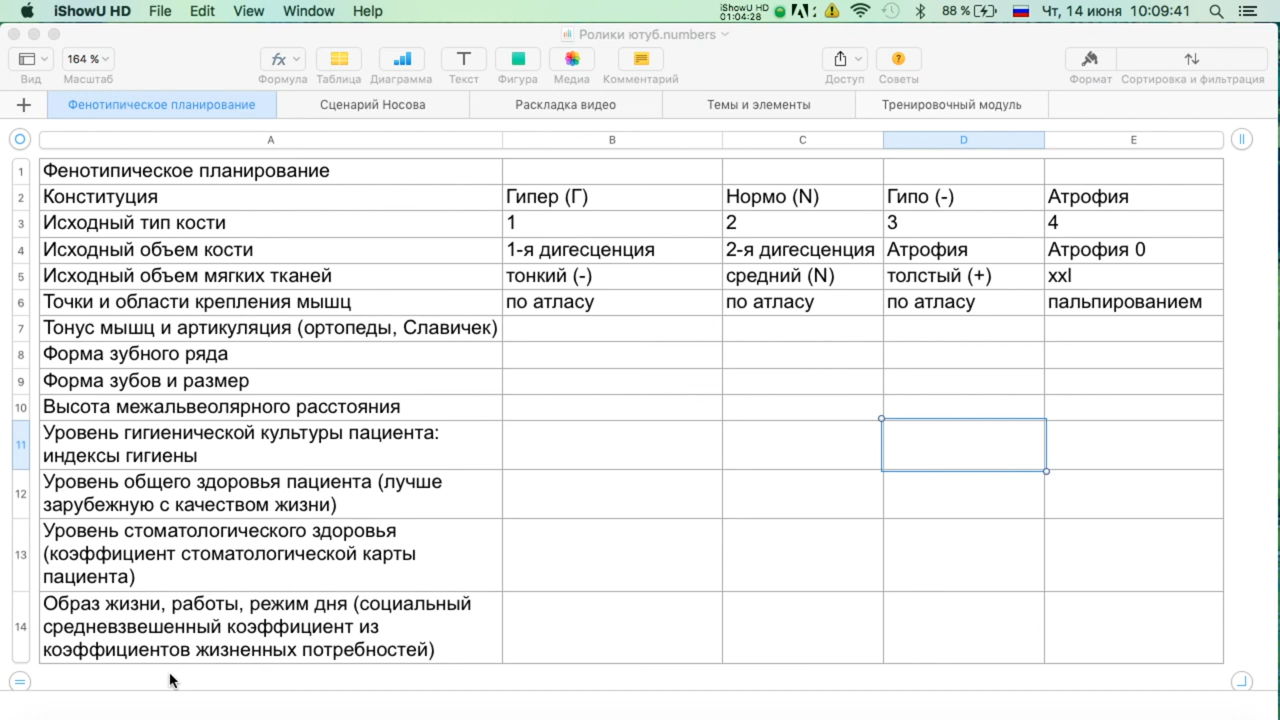 iShowU HD File Edit View Window Help iShowU HD 01:04:28 88 % Чт, 14 июня 10:09:41
Ролики ютуб.numbers
164 %
Вид Масштаб Формула Таблица Диаграмма Текст Фигура Медиа Комментарий Доступ Советы Формат Сортировка и фильтрация
Фенотипическое планирование Сценарий Носова Раскладка видео Темы и элементы Тренировочный модуль
A B C D E
1 Фенотипическое планирование
2 Конституция Гипер (Г) Нормо (N) Гипо (-) Атрофия
3 Исходный тип кости 1 2 3 4
4 Исходный объем кости 1-я дигесценция 2-я дигесценция Атрофия Атрофия 0
5 Исходный объем мягких тканей тонкий (-) средний (N) толстый (+) xxl
6 Точки и области крепления мышц по атласу по атласу по атласу пальпированием
7 Тонус мышц и артикуляция (ортопеды, Славичек)
8 Форма зубного ряда
9 Форма зубов и размер
10 Высота межальвеолярного расстояния
11 Уровень гигиенической культуры пациента:
индексы гигиены
12 Уровень общего здоровья пациента (лучше
зарубежную с качеством жизни)
13 Уровень стоматологического здоровья
(коэффициент стоматологической карты
пациента)
14 Образ жизни, работы, режим дня (социальный
средневзвешенный коэффициент из
коэффициентов жизненных потребностей)